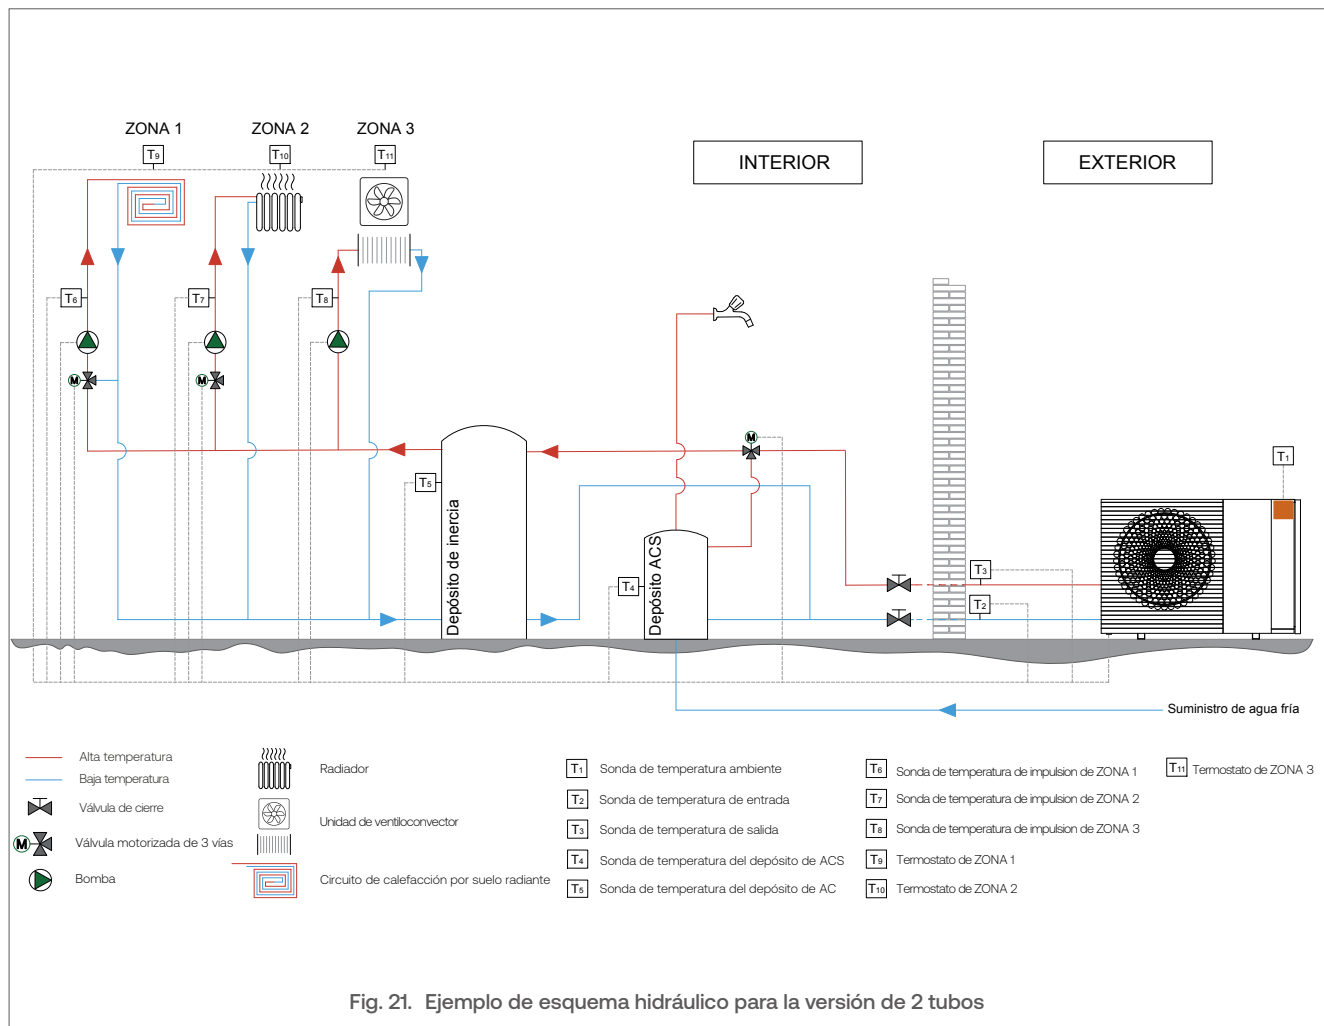 ZONA 1
ZONA 2
ZONA 3
T9
T10
T11
INTERIOR
EXTERIOR
T6
T7
T8
M
M
M
T1
T5
Depósito de inercia
Depósito ACS
T4
T3
T2
Suministro de agua fría
Alta temperatura
Baja temperatura
Válvula de cierre
M Válvula motorizada de 3 vías
Bomba
Radiador
Unidad de ventiloconvector
Circuito de calefacción por suelo radiante
T1 Sonda de temperatura ambiente
T2 Sonda de temperatura de entrada
T3 Sonda de temperatura de salida
T4 Sonda de temperatura del depósito de ACS
T5 Sonda de temperatura del depósito de AC
T6 Sonda de temperatura de impulsion de ZONA 1
T7 Sonda de temperatura de impulsion de ZONA 2
T8 Sonda de temperatura de impulsion de ZONA 3
T9 Termostato de ZONA 1
T10 Termostato de ZONA 2
T11 Termostato de ZONA 3
Fig. 21. Ejemplo de esquema hidráulico para la versión de 2 tubos